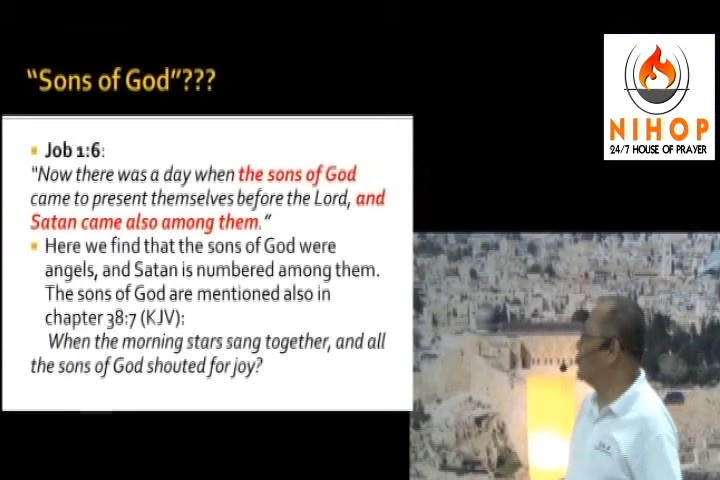 "Sons of God"???
Job 1:6:
"Now there was a day when the sons of God
came to present themselves before the Lord, and
Satan came also among them."
Here we find that the sons of God were
angels, and Satan is numbered among them.
The sons of God are mentioned also in
chapter 38:7 (KJV):
When the morning stars sang together, and all
the sons of God shouted for joy?
NIHOP
24/7 HOUSE OF PRAYER